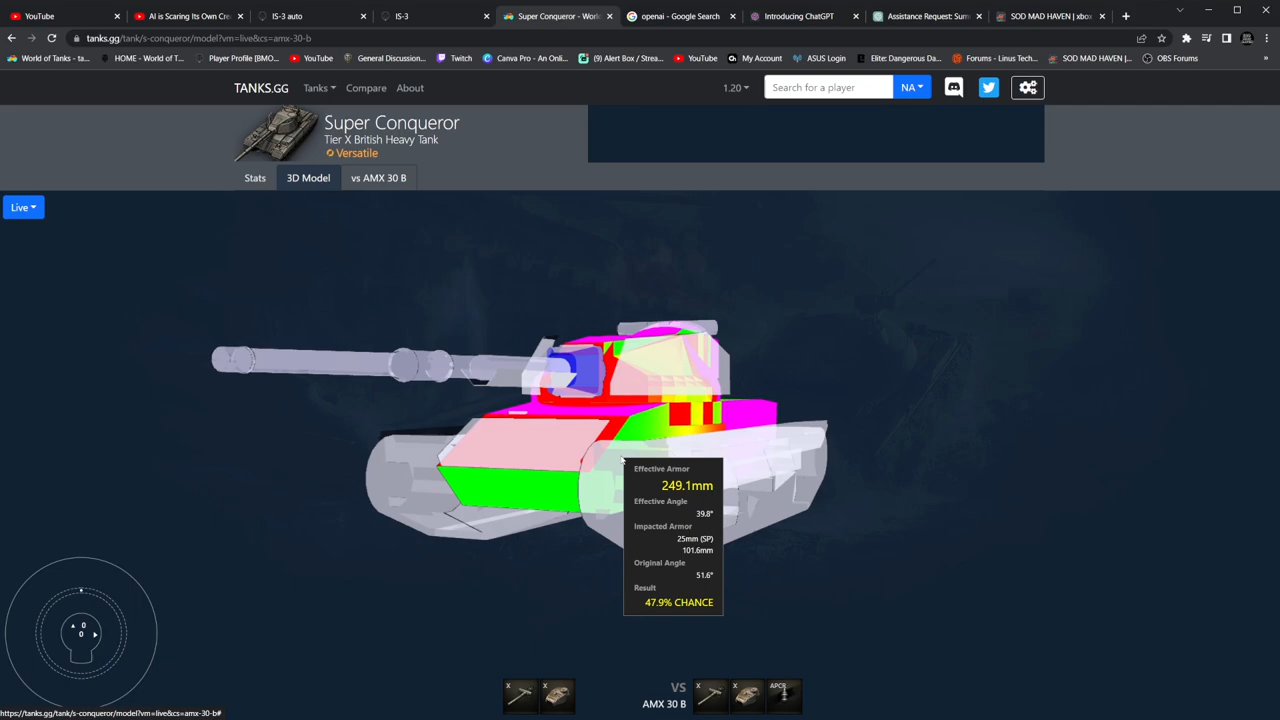 YouTube
AI is Scaring Its Own Cre
IS-3 auto
IS-3
Super Conqueror - Worl
openai - Google Search
Introducing ChatGPT
Assistance Request: Sum
SOD MAD HAVEN | xbox
tanks.gg/tank/s-conqueror/model?vm=live&cs=amx-30-b
World of Tanks - ta...
HOME - World of T...
Player Profile [BMO...
YouTube
General Discussion...
Twitch
Canva Pro - An Onli...
(9) Alert Box / Strea...
YouTube
My Account
ASUS Login
Elite: Dangerous Da...
Forums - Linus Tech...
SOD MAD HAVEN |...
OBS Forums
»
TANKS.GG
Tanks
Compare
About
1.20
Search for a player
NA
Super Conqueror
Tier X British Heavy Tank
Versatile
Stats
3D Model
vs AMX 30 B
Live
Effective Armor
249.1mm
Effective Angle
39.8°
Impacted Armor
25mm (SP)
101.6mm
Original Angle
51.6°
Result
47.9% CHANCE
0
0
X
X
VS
AMX 30 B
X
X
APCR
https://tanks.gg/tank/s-conqueror/model?vm=live&cs=amx-30-b#